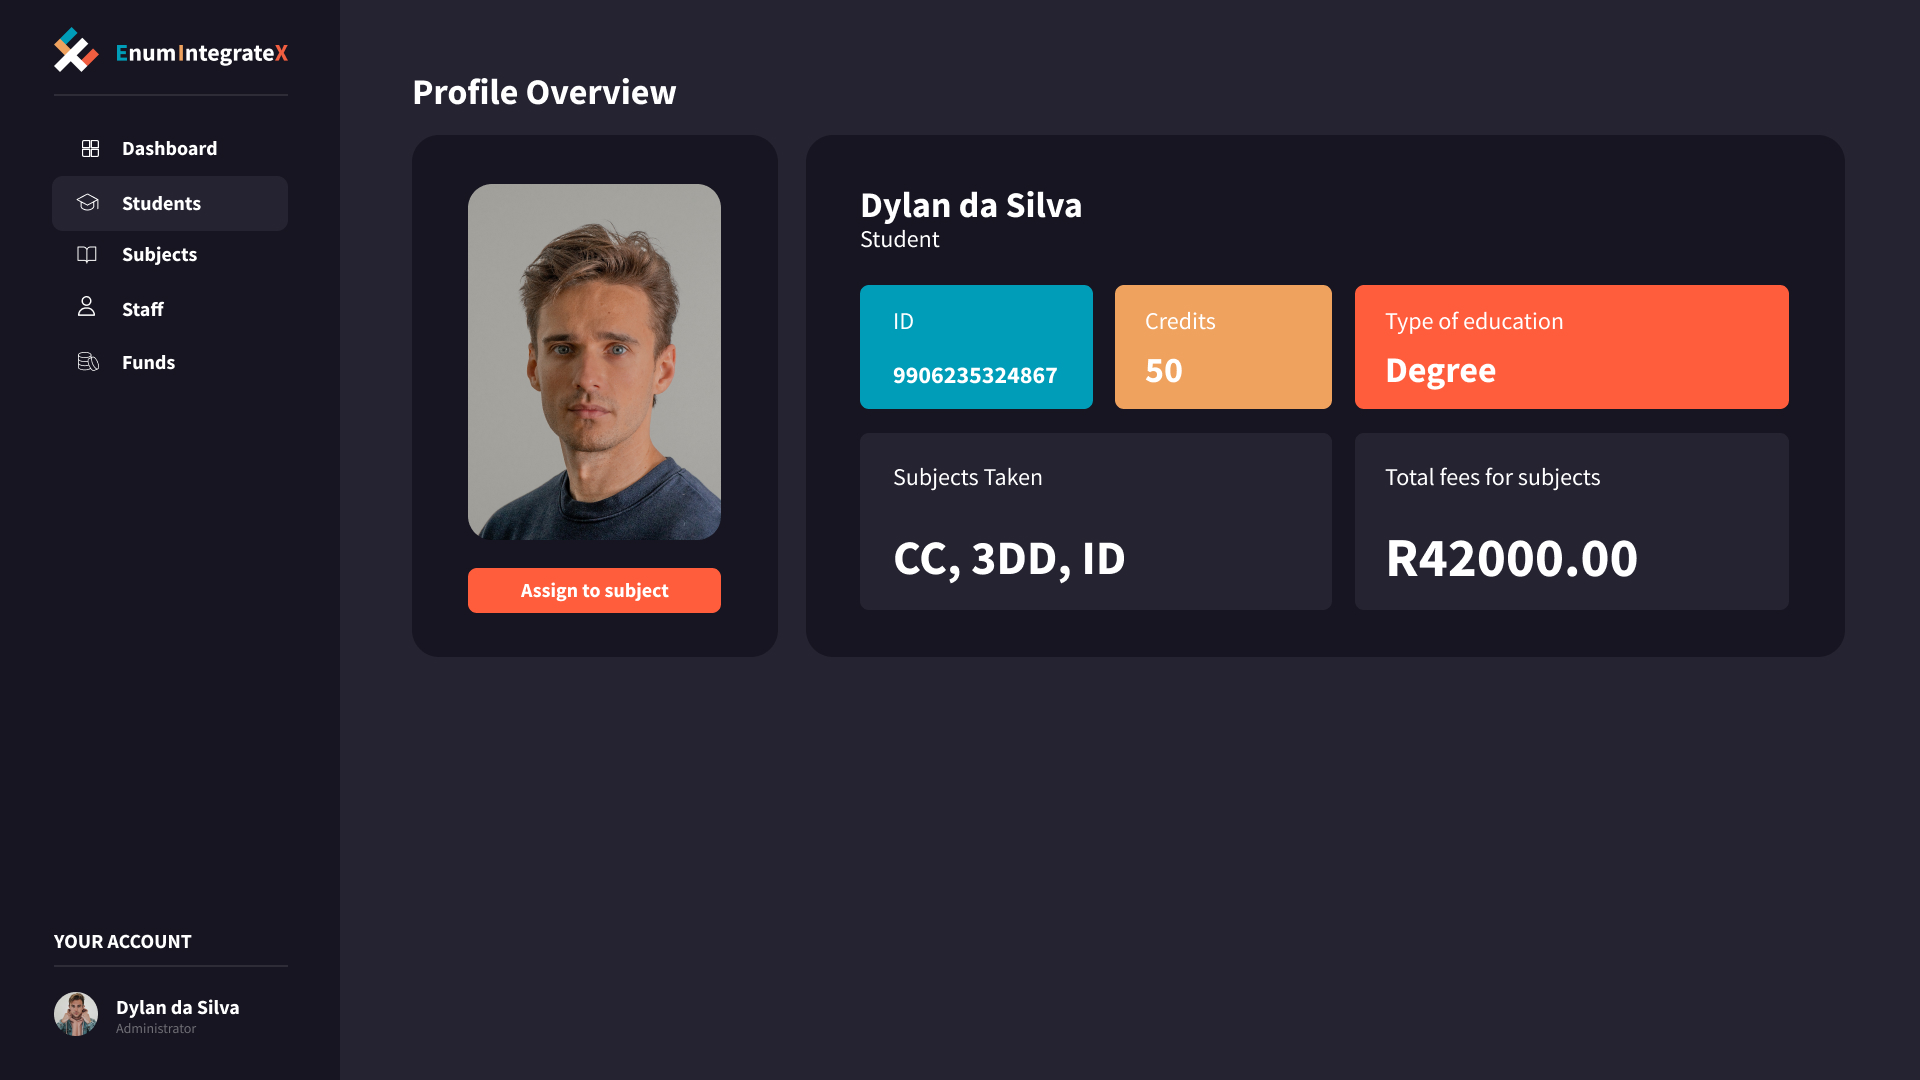 EnumIntegrateX
Dashboard
Students
Subjects
Staff
Funds
YOUR ACCOUNT
Dylan da Silva
Administrator
Profile Overview
Assign to subject
Dylan da Silva
Student
ID
9906235324867
Credits
50
Type of education
Degree
Subjects Taken
CC, 3DD, ID
Total fees for subjects
R42000.00